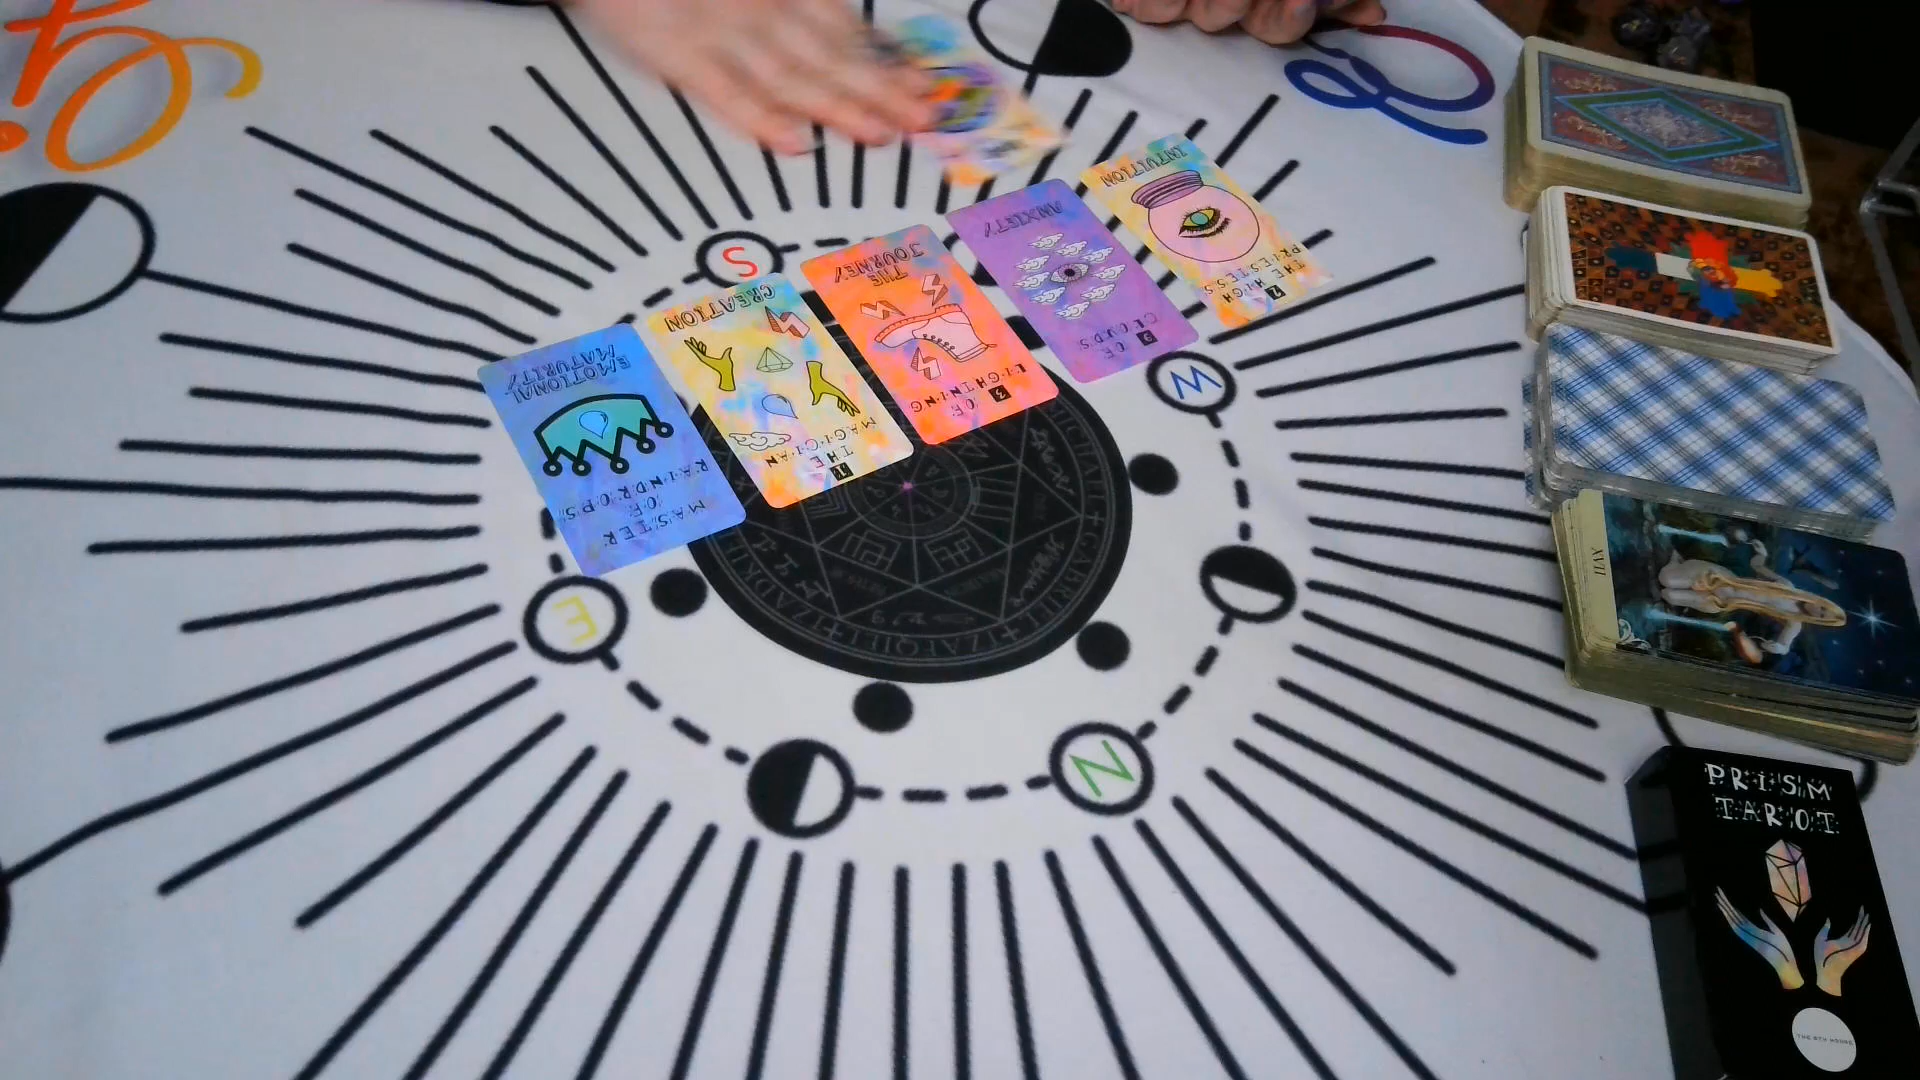 INTUITION
THE
HIGH
PRIESTESS
2
ANXIETY
9
OF
CLOUDS
THE
JOURNEY
3
OF
LIGHTNING
CREATION
1
THE
MAGICIAN
EMOTIONAL
MATURITY
MASTER
OF
RAINDROPS
S
W
E
N
XVII
PRISM
TAROT
THE 8TH HOUSE